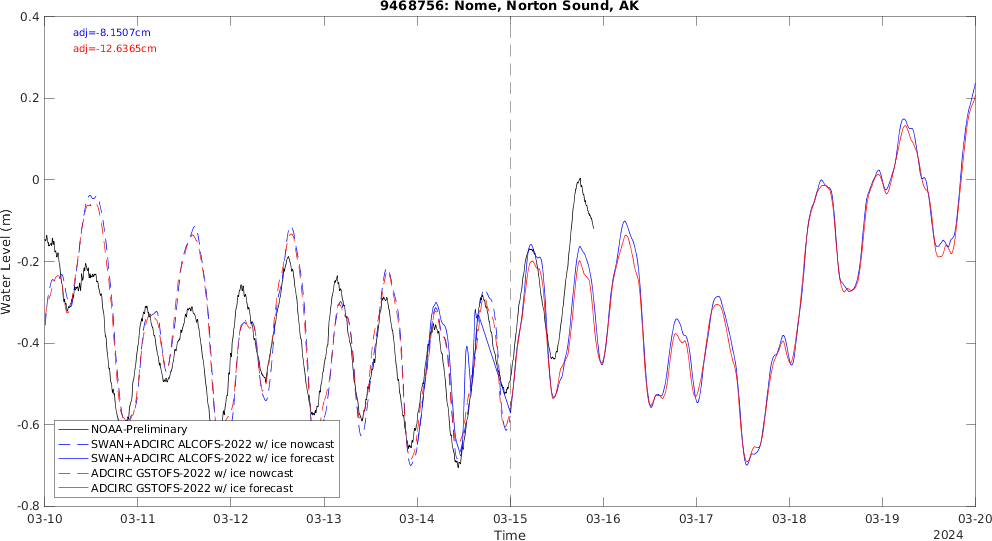 9468756: Nome, Norton Sound, AK
adj=-8.1507cm
adj=-12.6365cm
Water Level (m)
0.4
0.2
0
-0.2
-0.4
-0.6
-0.8
NOAA-Preliminary
SWAN+ADCIRC ALCOFS-2022 w/ ice nowcast
SWAN+ADCIRC ALCOFS-2022 w/ ice forecast
ADCIRC GSTOFS-2022 w/ ice nowcast
ADCIRC GSTOFS-2022 w/ ice forecast
03-10 03-11 03-12 03-13 03-14 03-15 03-16 03-17 03-18 03-19 03-20
Time
2024